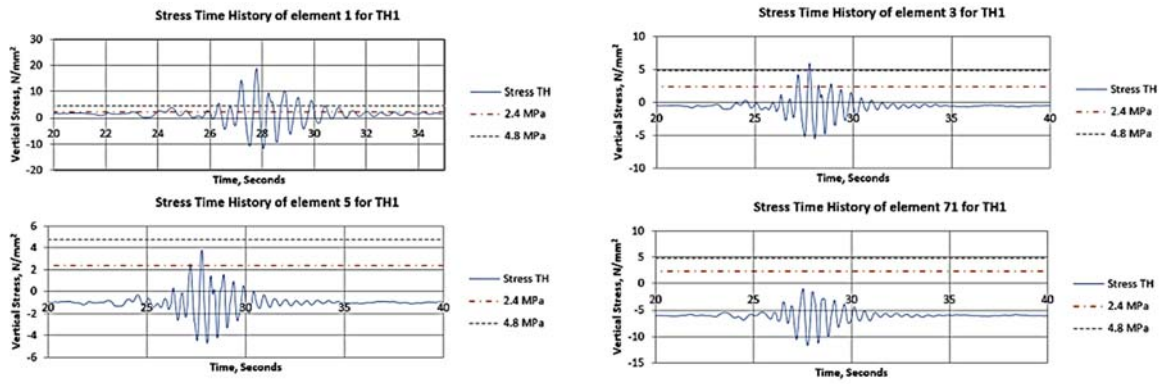 Stress Time History of element 1 for TH1
Vertical Stress, N/mm²
30
20
10
0
-10
-20
20 22 24 26 28 30 32 34
Time, Seconds
Stress TH
2.4 MPa
4.8 MPa
Stress Time History of element 3 for TH1
Vertical Stress, N/mm²
10
5
0
-5
-10
20 25 30 35 40
Time, Seconds
Stress TH
2.4 MPa
4.8 MPa
Stress Time History of element 5 for TH1
Vertical Stress, N/mm²
6
4
2
0
-2
-4
-6
20 25 30 35 40
Time, Seconds
Stress TH
2.4 MPa
4.8 MPa
Stress Time History of element 71 for TH1
Vertical Stress, N/mm²
10
5
0
-5
-10
-15
20 25 30 35 40
Time, Seconds
Stress TH
2.4 MPa
4.8 MPa